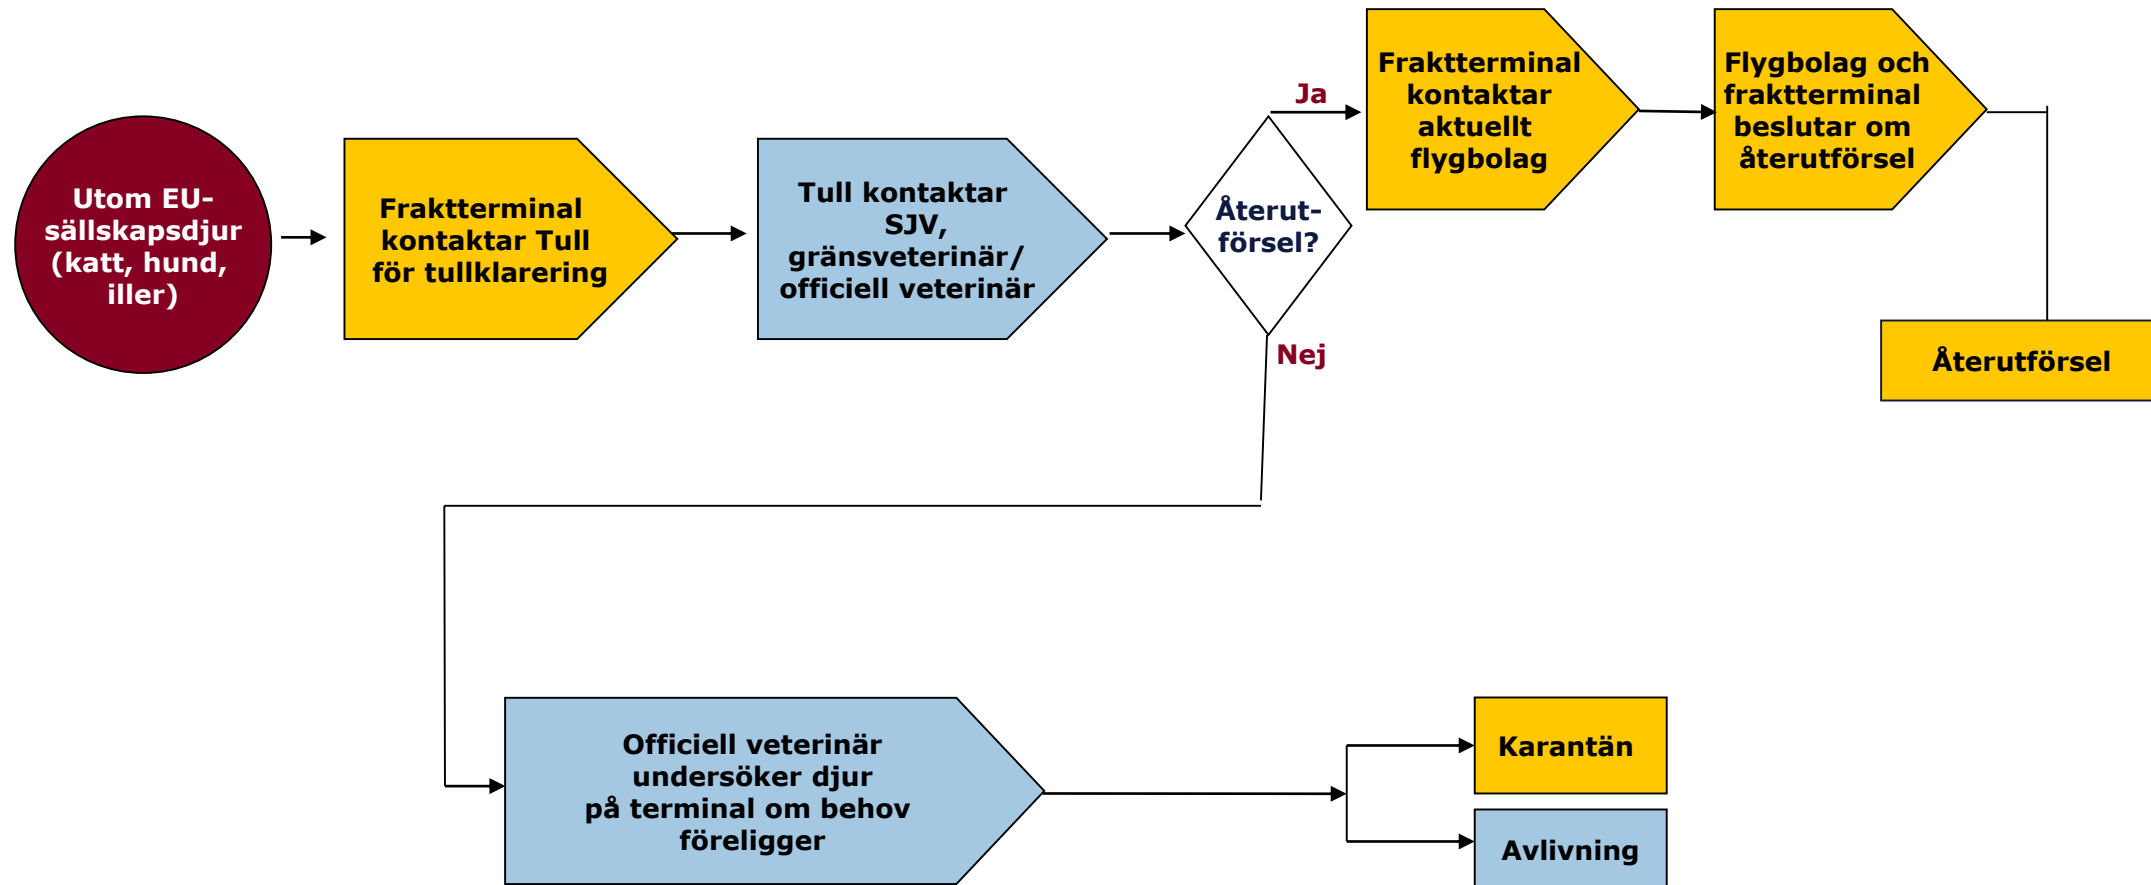 Utom EU-
sällskapsdjur
(katt, hund,
iller)
Fraktterminal
kontaktar Tull
för tullklarering
Tull kontaktar
SJV,
gränsveterinär/
officiell veterinär
Återut-
försel?
Ja
Fraktterminal
kontaktar
aktuellt
flygbolag
Flygbolag och
fraktterminal
beslutar om
återutförsel
Återutförsel
Nej
Officiell veterinär
undersöker djur
på terminal om behov
föreligger
Karantän
Avlivning